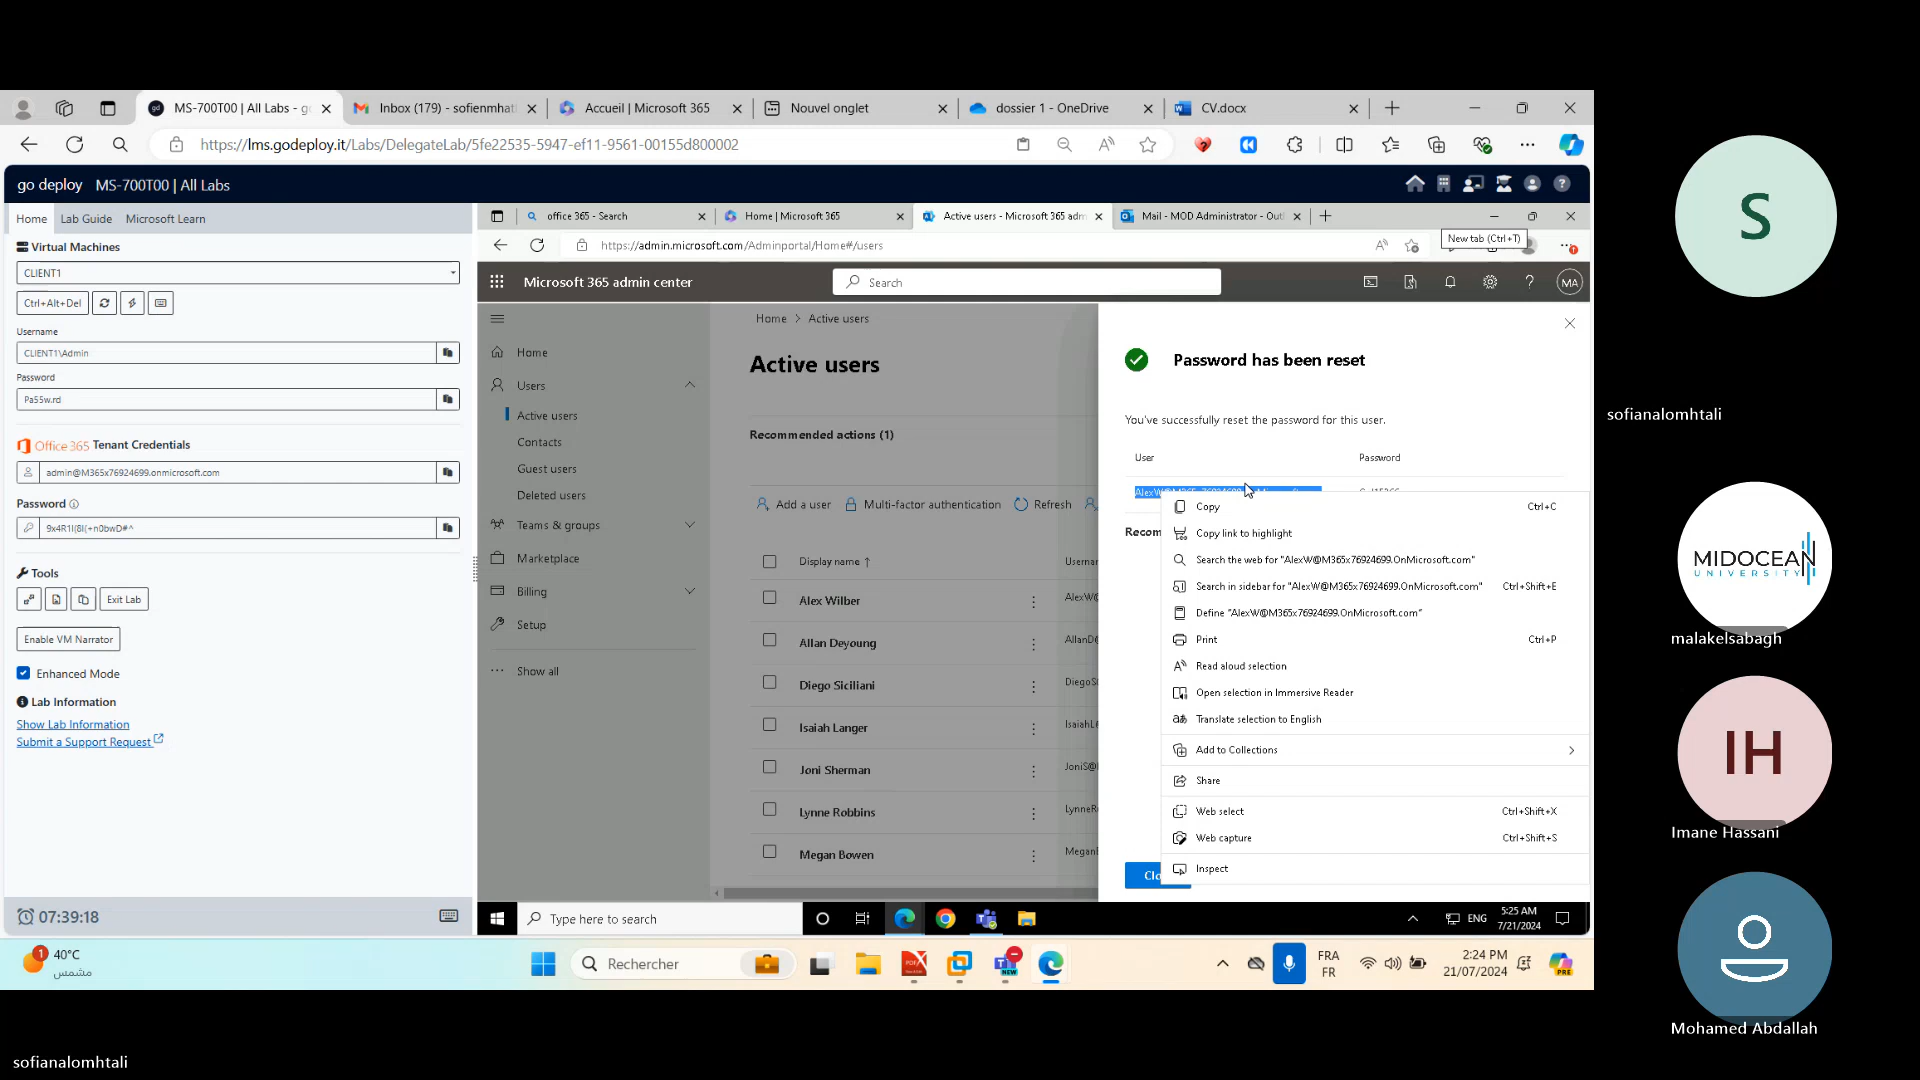 MS-700T00 | All Labs - g
Inbox (179) - sofienmhat
Accueil | Microsoft 365
Nouvel onglet
dossier 1 - OneDrive
CV.docx
https://lms.godeploy.it/Labs/DelegateLab/5fe22535-5947-ef11-9561-00155d800002
go deploy MS-700T00 | All Labs
Home Lab Guide Microsoft Learn
Virtual Machines
CLIENT1
Ctrl+Alt+Del
Username
CLIENT1\Admin
Password
Pa55w.rd
Office 365 Tenant Credentials
admin@M365x76924699.onmicrosoft.com
Password
Tools
Exit Lab
Enable VM Narrator
Enhanced Mode
Lab Information
Show Lab Information
Submit a Support Request
07:39:18
office 365 - Search
Home | Microsoft 365
Active users - Microsoft 365 adm
Mail - MOD Administrator - Outl
https://admin.microsoft.com/Adminportal/Home#/users
New tab (Ctrl+T)
Microsoft 365 admin center
Search
MA
Home
Users
Active users
Contacts
Guest users
Deleted users
Teams & groups
Marketplace
Billing
Setup
Show all
Home > Active users
Active users
Recommended actions (1)
Add a user
Multi-factor authentication
Refresh
Display name ↑
Userna
Alex Wilber
AlexW@
Allan Deyoung
AllanD@
Diego Siciliani
DiegoS@
Isaiah Langer
IsaiahL
Joni Sherman
JoniS@
Lynne Robbins
LynneR
Megan Bowen
MeganB
Password has been reset
You've successfully reset the password for this user.
User
Password
Recom
Copy Ctrl+C
Copy link to highlight
Search the web for "AlexW@M365x76924699.OnMicrosoft.com"
Search in sidebar for "AlexW@M365x76924699.OnMicrosoft.com" Ctrl+Shift+E
Define "AlexW@M365x76924699.OnMicrosoft.com"
Print Ctrl+P
Read aloud selection
Open selection in Immersive Reader
Translate selection to English
Add to Collections
Share
Web select Ctrl+Shift+X
Web capture Ctrl+Shift+S
Inspect
Clo
Type here to search
ENG
5:25 AM
7/21/2024
1
40°C
مشمس
Rechercher
FRA
FR
2:24 PM
21/07/2024
S
sofianalomhtali
MIDOCEAN
UNIVERSITY
malakelsabagh
IH
Imane Hassani
Mohamed Abdallah
sofianalomhtali